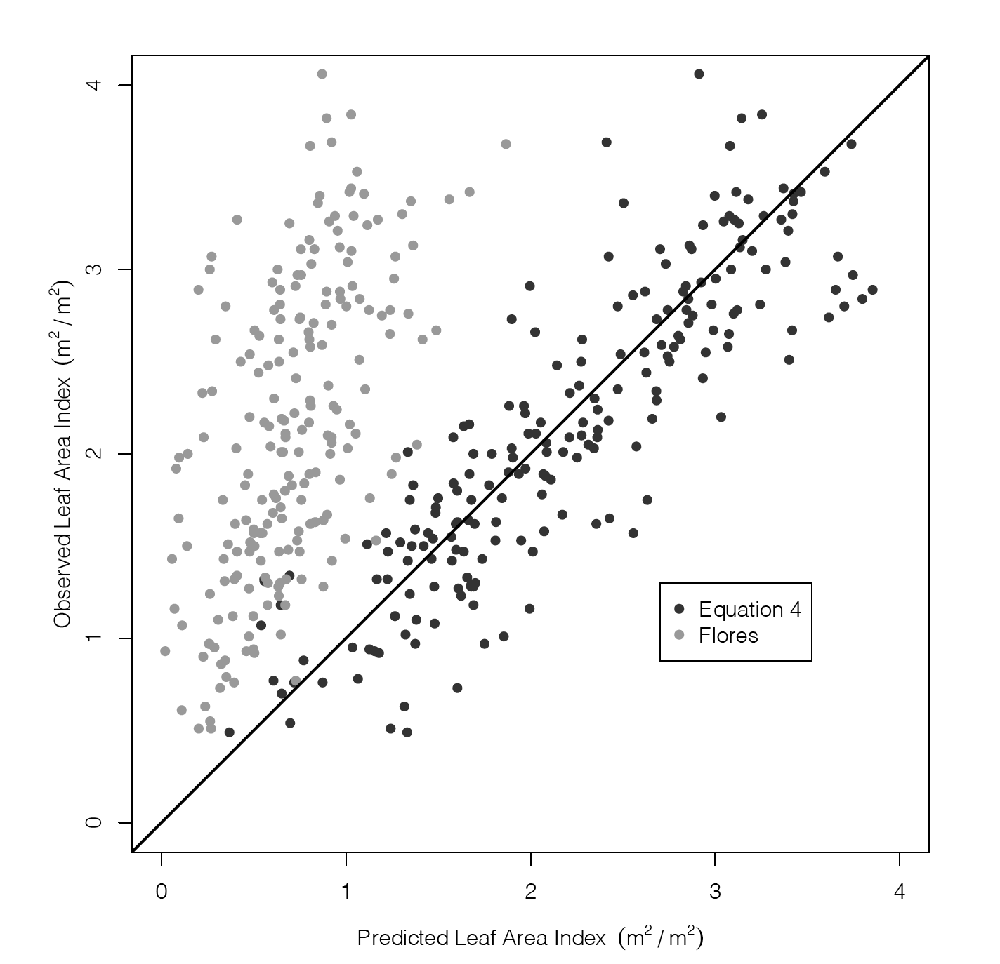 4
3
2
1
0
Observed Leaf Area Index (m² / m²)
Equation 4
Flores
0 1 2 3 4
Predicted Leaf Area Index (m² / m²)